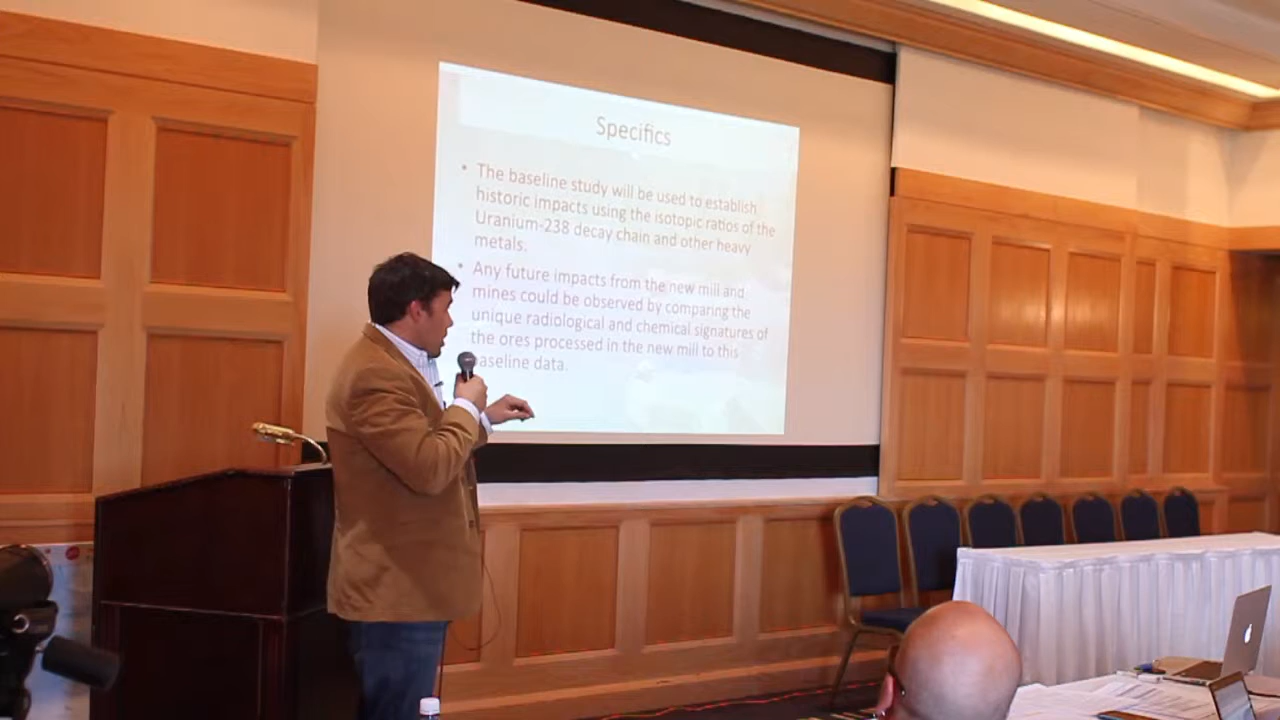 Specifics
• The baseline study will be used to establish
historic impacts using the isotopic ratios of the
Uranium-238 decay chain and other heavy
metals.
• Any future impacts from the new mill and
mines could be observed by comparing the
unique radiological and chemical signatures of
the ores processed in the new mill to this
baseline data.